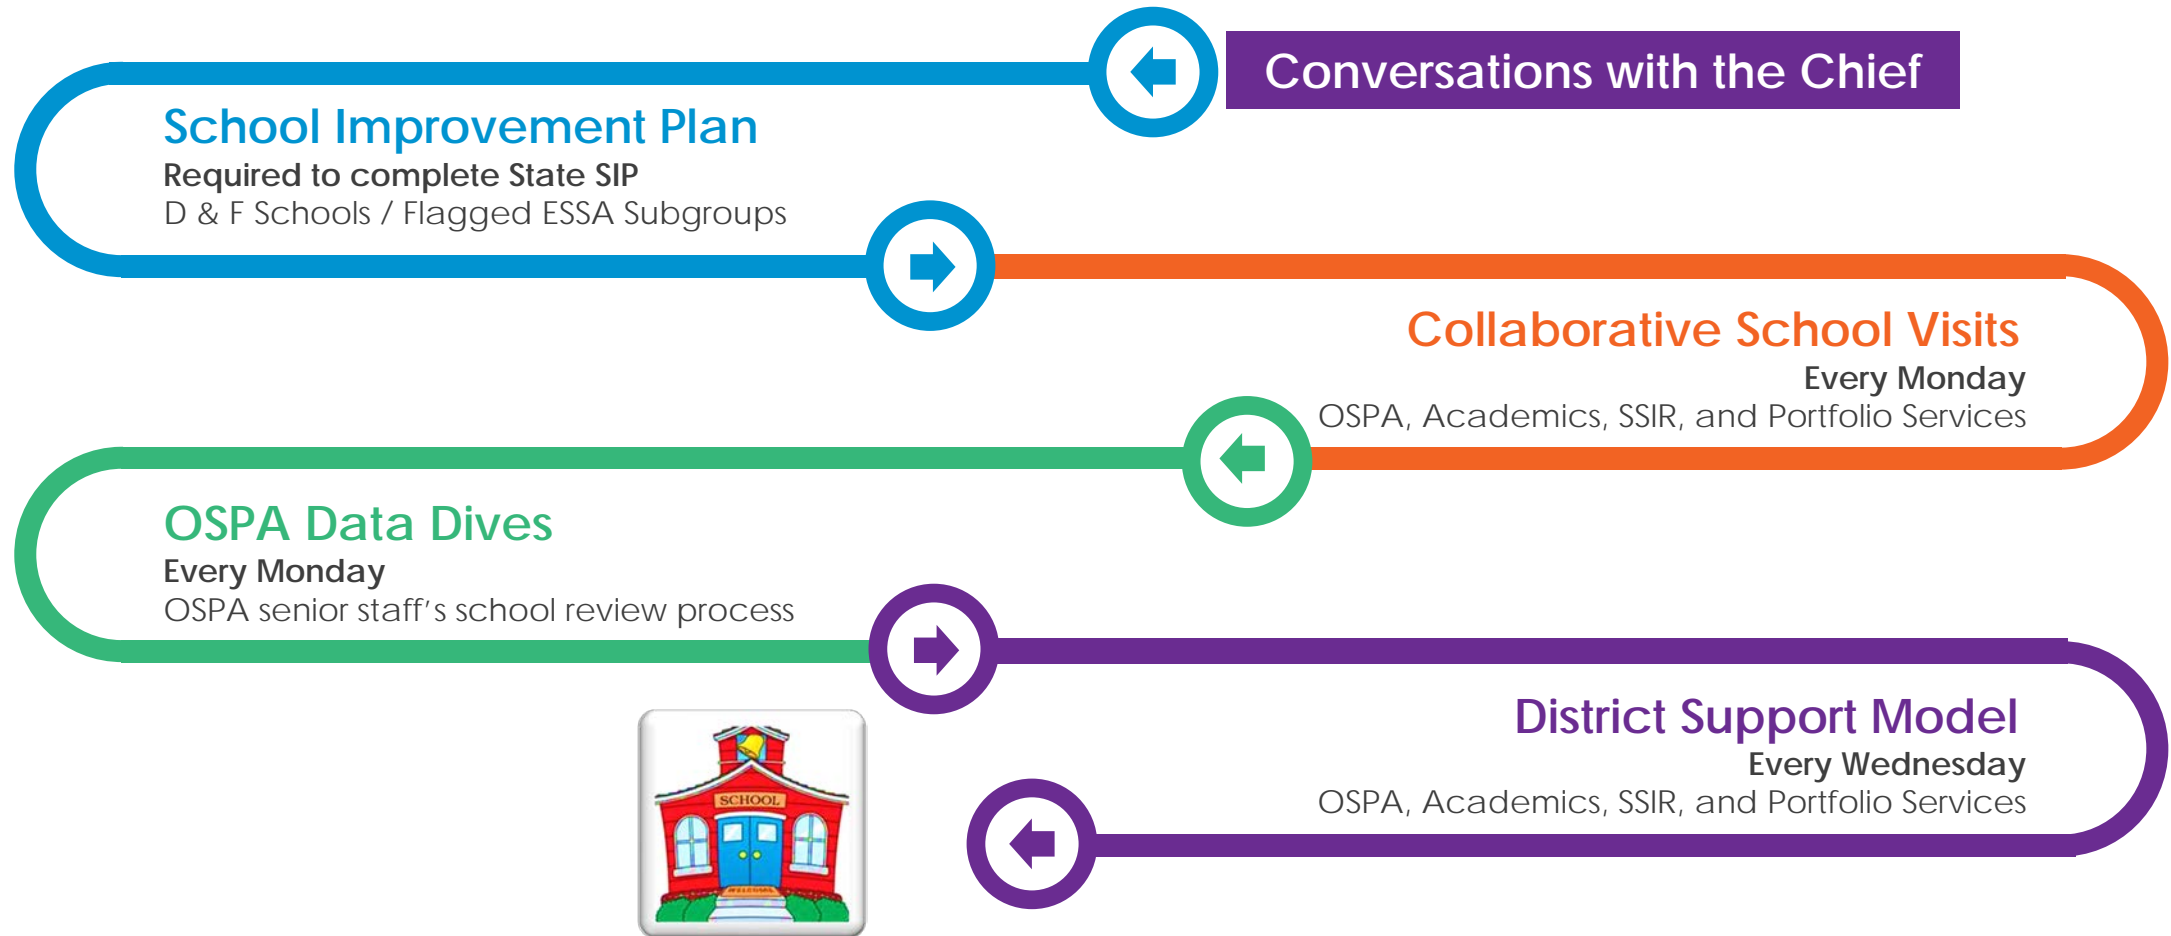 Conversations with the Chief
School Improvement Plan
Required to complete State SIP
D & F Schools / Flagged ESSA Subgroups
Collaborative School Visits
Every Monday
OSPA, Academics, SSIR, and Portfolio Services
OSPA Data Dives
Every Monday
OSPA senior staff's school review process
District Support Model
Every Wednesday
OSPA, Academics, SSIR, and Portfolio Services
SCHOOL
WELCOME